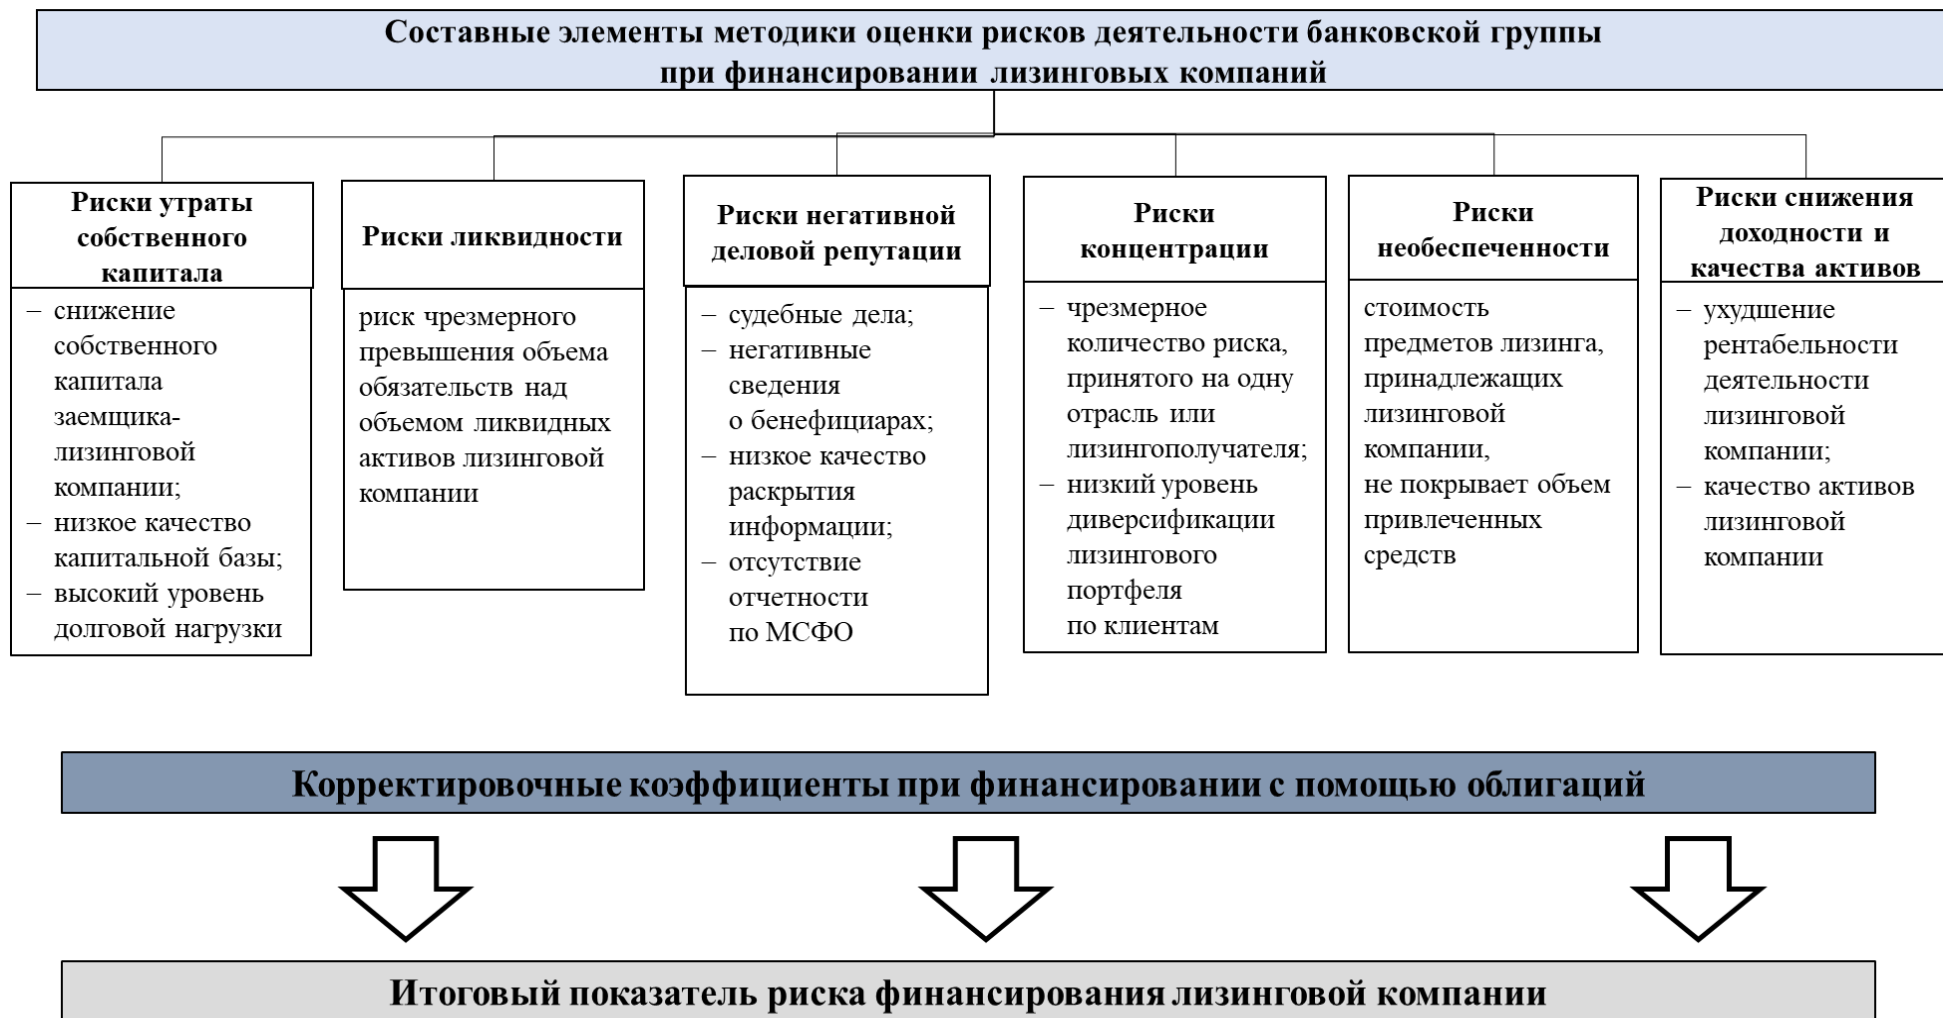 Составные элементы методики оценки рисков деятельности банковской группы
при финансировании лизинговых компаний
Риски утраты
собственного
капитала
– снижение
собственного
капитала
заемщика-
лизинговой
компании;
– низкое качество
капитальной базы;
– высокий уровень
долговой нагрузки
Риски ликвидности
риск чрезмерного
превышения объема
обязательств над
объемом ликвидных
активов лизинговой
компании
Риски негативной
деловой репутации
– судебные дела;
– негативные
сведения
о бенефициарах;
– низкое качество
раскрытия
информации;
– отсутствие
отчетности
по МСФО
Риски
концентрации
– чрезмерное
количество риска,
принятого на одну
отрасль или
лизингополучателя;
– низкий уровень
диверсификации
лизингового
портфеля
по клиентам
Риски
необеспеченности
стоимость
предметов лизинга,
принадлежащих
лизинговой
компании,
не покрывает объем
привлеченных
средств
Риски снижения
доходности и
качества активов
– ухудшение
рентабельности
деятельности
лизинговой
компании;
– качество активов
лизинговой
компании
Корректировочные коэффициенты при финансировании с помощью облигаций
Итоговый показатель риска финансирования лизинговой компании